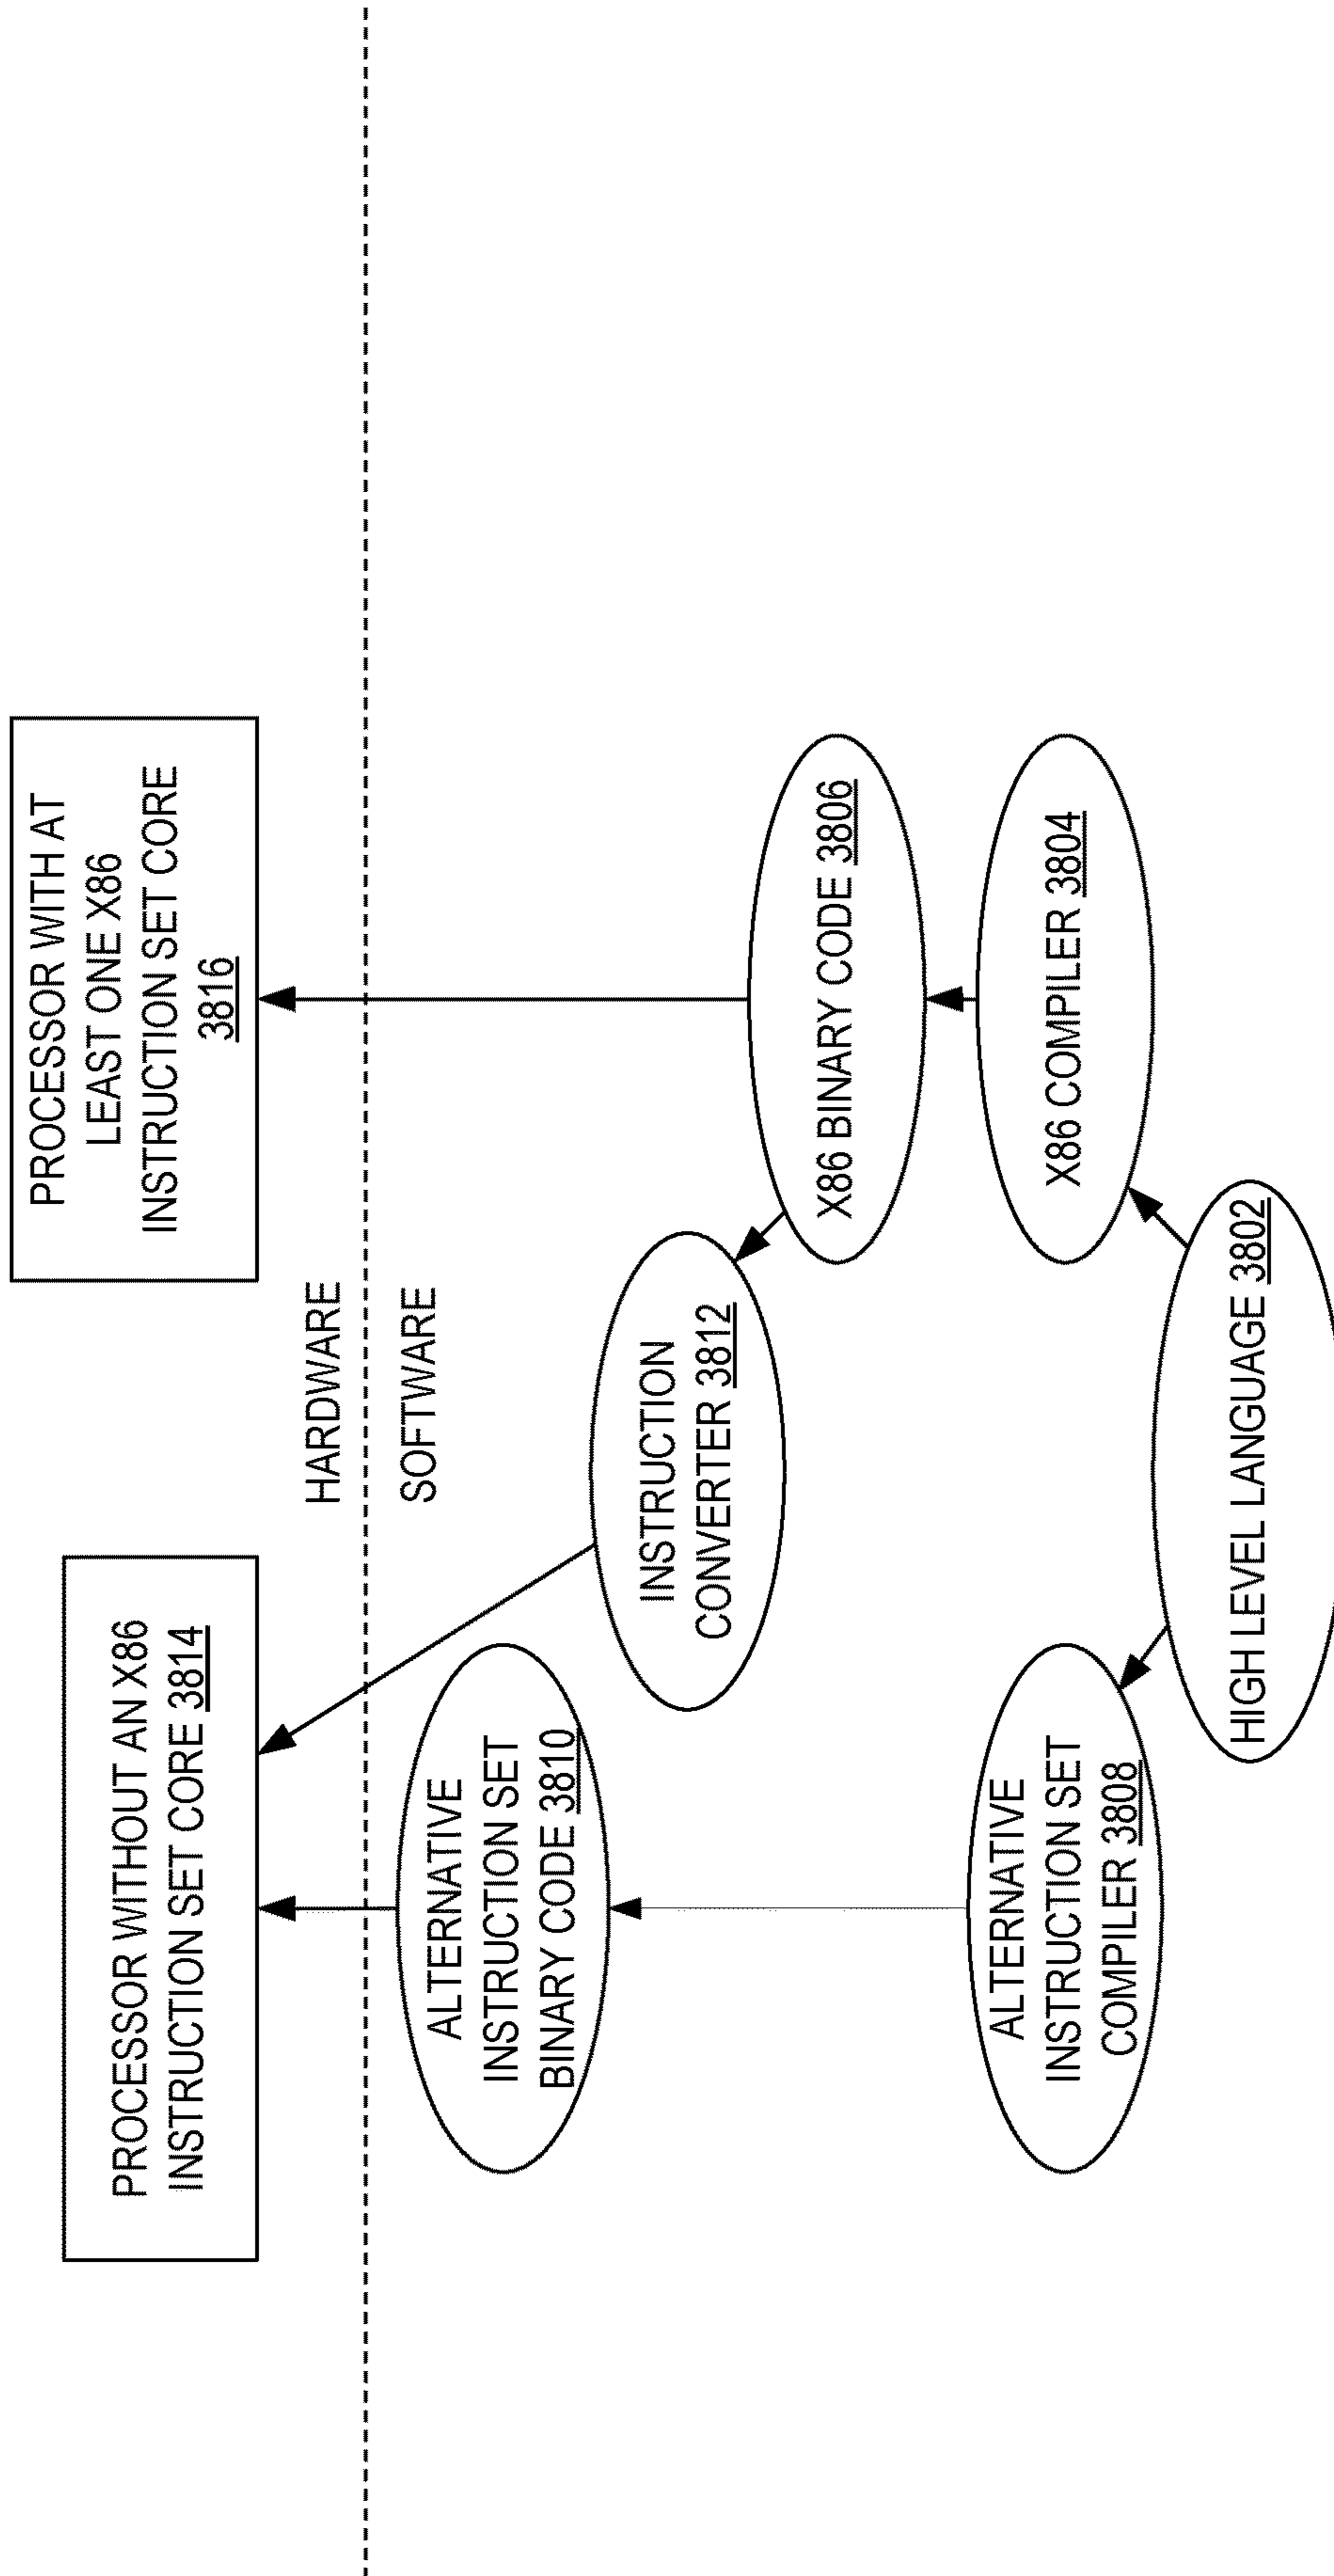 PROCESSOR WITHOUT AN X86
INSTRUCTION SET CORE 3814
PROCESSOR WITH AT
LEAST ONE X86
INSTRUCTION SET CORE
3816
HARDWARE
SOFTWARE
ALTERNATIVE
INSTRUCTION SET
BINARY CODE 3810
INSTRUCTION
CONVERTER 3812
X86 BINARY CODE 3806
ALTERNATIVE
INSTRUCTION SET
COMPILER 3808
X86 COMPILER 3804
HIGH LEVEL LANGUAGE 3802